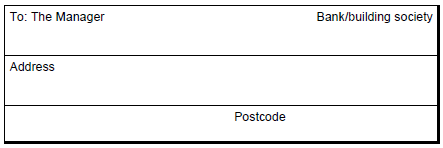 To: The Manager Bank/building society
Address
Postcode